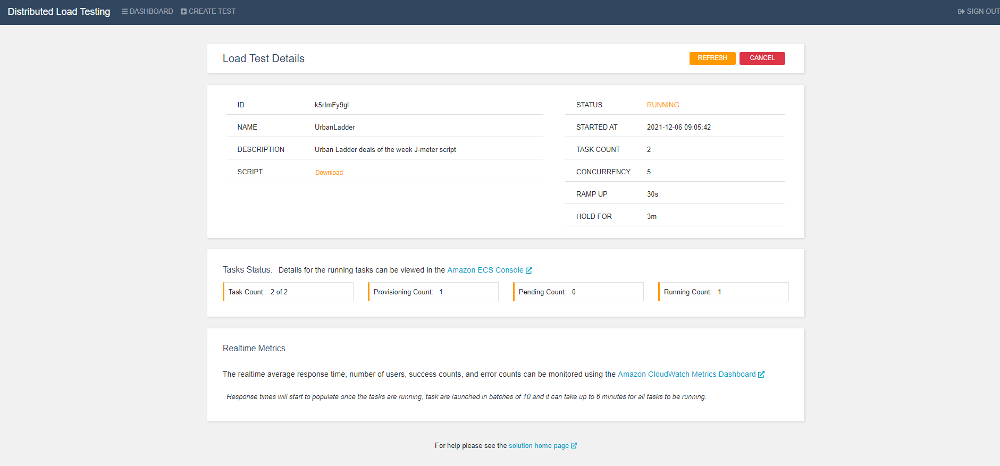 Distributed Load Testing DASHBOARD CREATE TEST SIGN OUT
Load Test Details REFRESH CANCEL
ID k5rlmFy9gl
NAME UrbanLadder
DESCRIPTION Urban Ladder deals of the week J-meter script
SCRIPT Download
STATUS RUNNING
STARTED AT 2021-12-06 09:05:42
TASK COUNT 2
CONCURRENCY 5
RAMP UP 30s
HOLD FOR 3m
Tasks Status: Details for the running tasks can be viewed in the Amazon ECS Console
Task Count: 2 of 2 Provisioning Count: 1 Pending Count: 0 Running Count: 1
Realtime Metrics
The realtime average response time, number of users, success counts, and error counts can be monitored using the Amazon CloudWatch Metrics Dashboard
Response times will start to populate once the tasks are running, task are launched in batches of 10 and it can take up to 6 minutes for all tasks to be running.
For help please see the solution home page